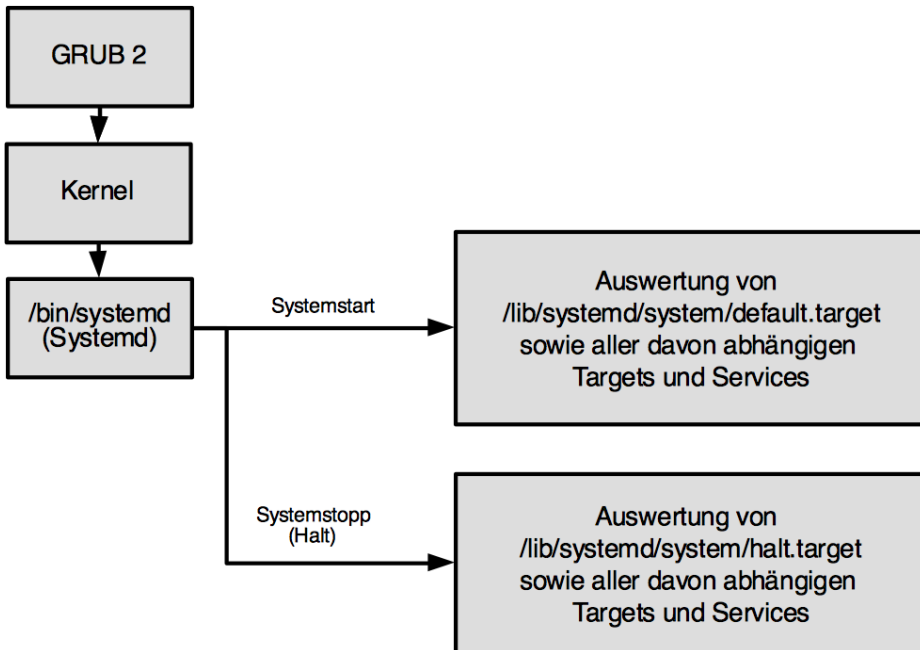 GRUB 2
Kernel
/bin/systemd
(Systemd)
Systemstart
Auswertung von
/lib/systemd/system/default.target
sowie aller davon abhängigen
Targets und Services
Systemstopp
(Halt)
Auswertung von
/lib/systemd/system/halt.target
sowie aller davon abhängigen
Targets und Services